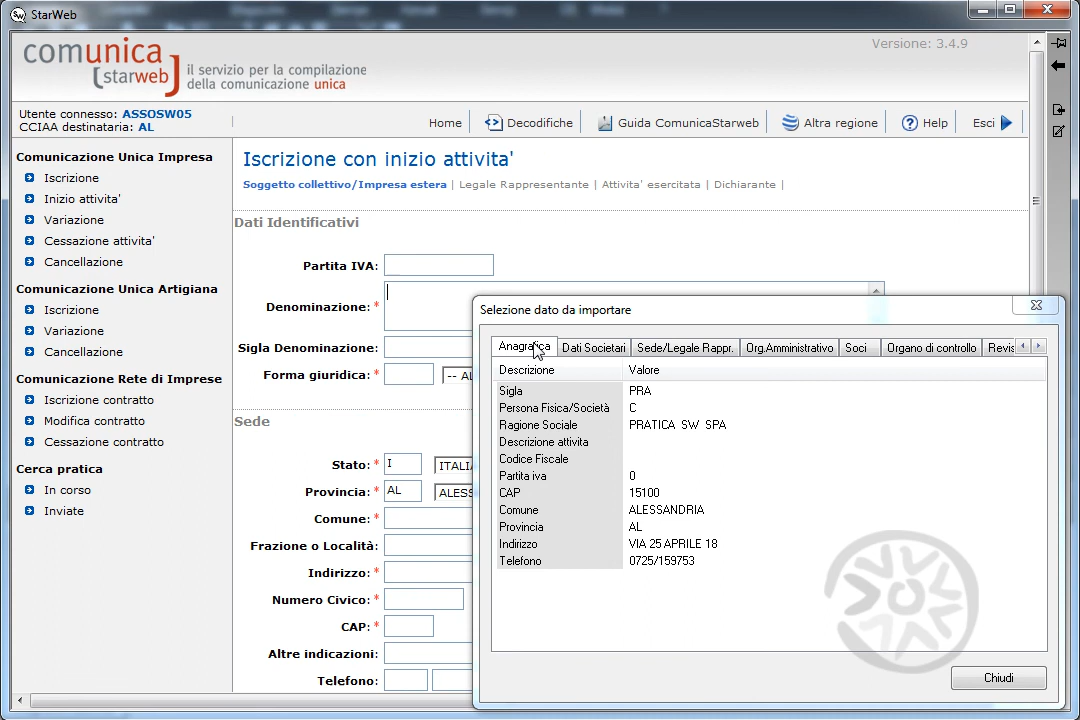 StarWeb
comunica
[starweb]
il servizio per la compilazione
della comunicazione unica
Versione: 3.4.9
Utente connesso: ASSOSW05
CCIAA destinataria: AL
Home
Decodifiche
Guida ComunicaStarweb
Altra regione
Help
Esci
Comunicazione Unica Impresa
Iscrizione
Inizio attivita'
Variazione
Cessazione attivita'
Cancellazione
Comunicazione Unica Artigiana
Iscrizione
Variazione
Cancellazione
Comunicazione Rete di Imprese
Iscrizione contratto
Modifica contratto
Cessazione contratto
Cerca pratica
In corso
Inviate
Iscrizione con inizio attivita'
Soggetto collettivo/Impresa estera | Legale Rappresentante | Attivita' esercitata | Dichiarante |
Dati Identificativi
Partita IVA:
Denominazione: *
Sigla Denominazione:
Forma giuridica: * -- AL
Sede
Stato: * I ITALIA
Provincia: * AL ALESS
Comune: *
Frazione o Località:
Indirizzo: *
Numero Civico: *
CAP: *
Altre indicazioni:
Telefono:
Selezione dato da importare
Anagrafica
Dati Societari
Sede/Legale Rappr.
Org.Amministrativo
Soci
Organo di controllo
Revis
Descrizione Valore
Sigla PRA
Persona Fisica/Società C
Ragione Sociale PRATICA SW SPA
Descrizione attivita
Codice Fiscale
Partita iva 0
CAP 15100
Comune ALESSANDRIA
Provincia AL
Indirizzo VIA 25 APRILE 18
Telefono 0725/159753
Chiudi